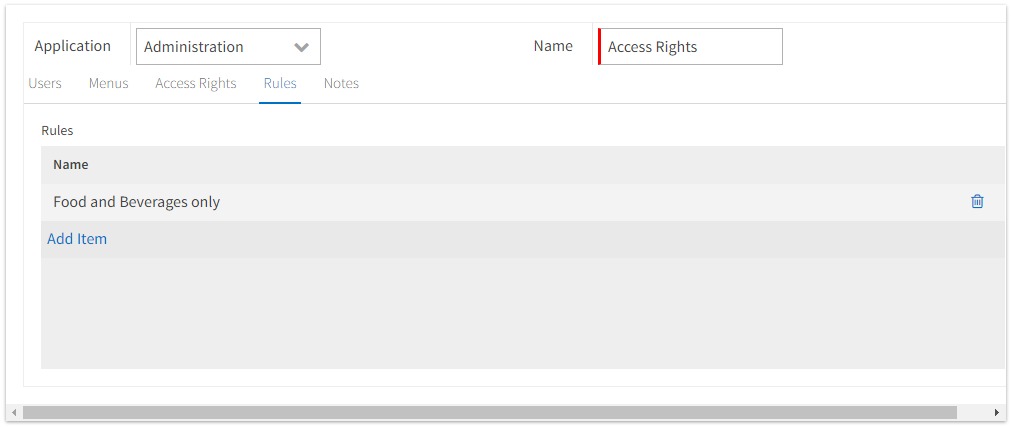 Application Administration Name Access Rights
Users Menus Access Rights Rules Notes
Rules
Name
Food and Beverages only
Add Item